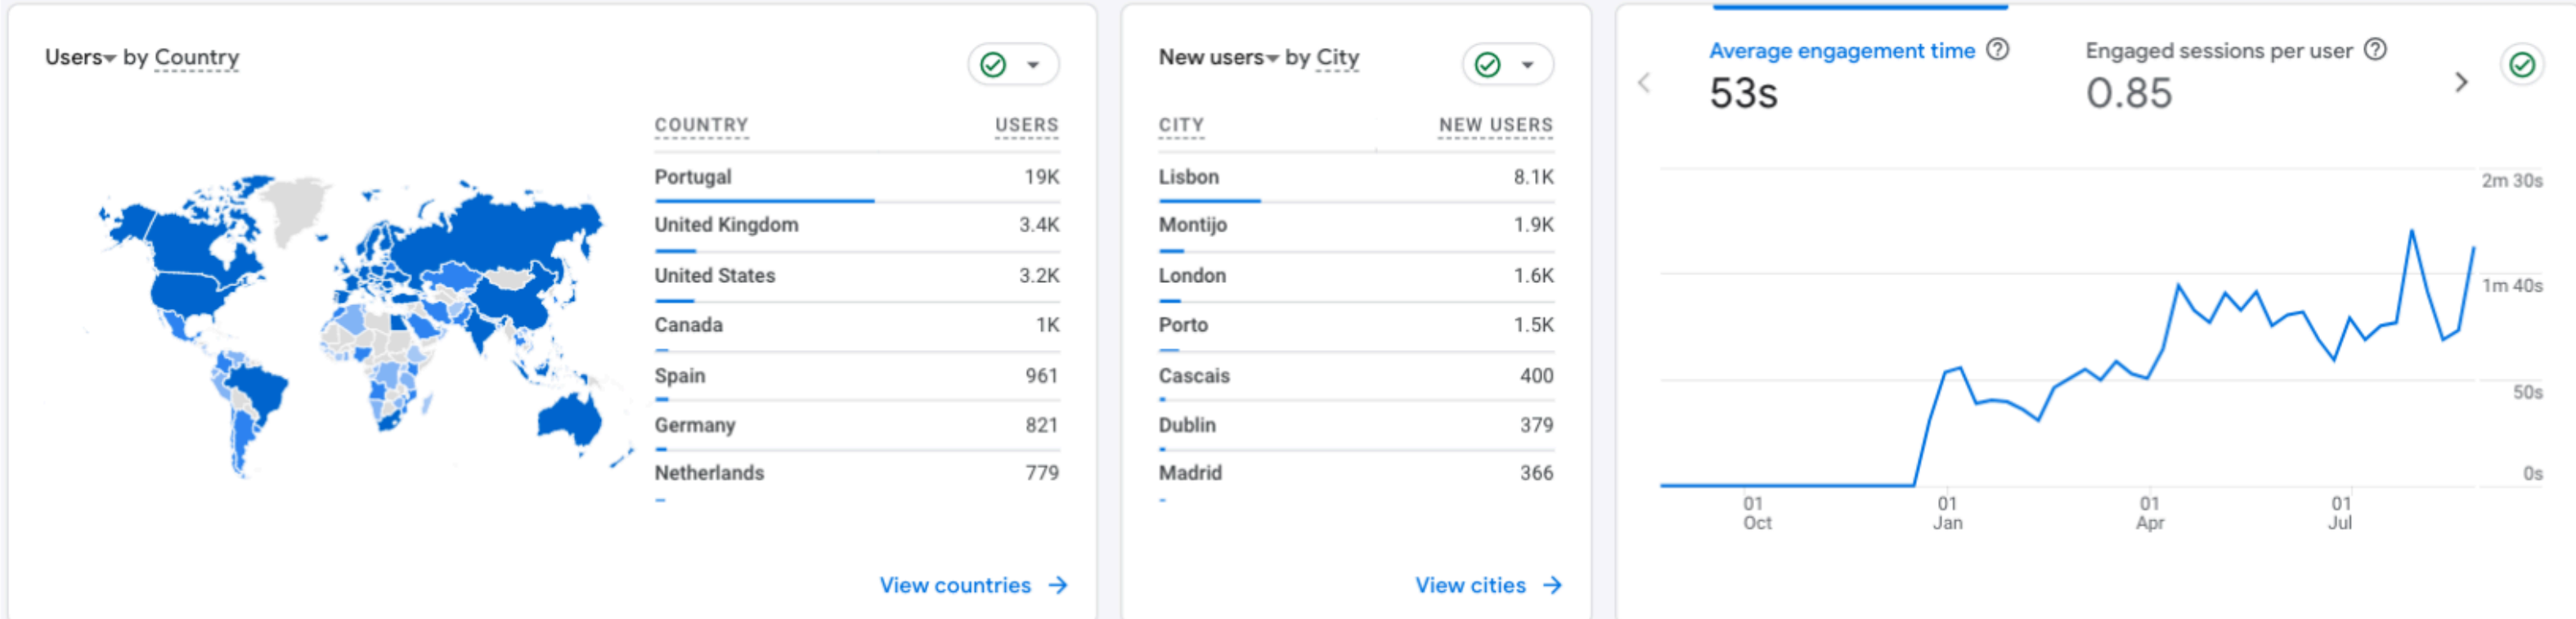 Users by Country
COUNTRY USERS
Portugal 19K
United Kingdom 3.4K
United States 3.2K
Canada 1K
Spain 961
Germany 821
Netherlands 779
View countries
New users by City
CITY NEW USERS
Lisbon 8.1K
Montijo 1.9K
London 1.6K
Porto 1.5K
Cascais 400
Dublin 379
Madrid 366
View cities
Average engagement time
53s
Engaged sessions per user
0.85
2m 30s
1m 40s
50s
0s
01 01 01 01
Oct Jan Apr Jul